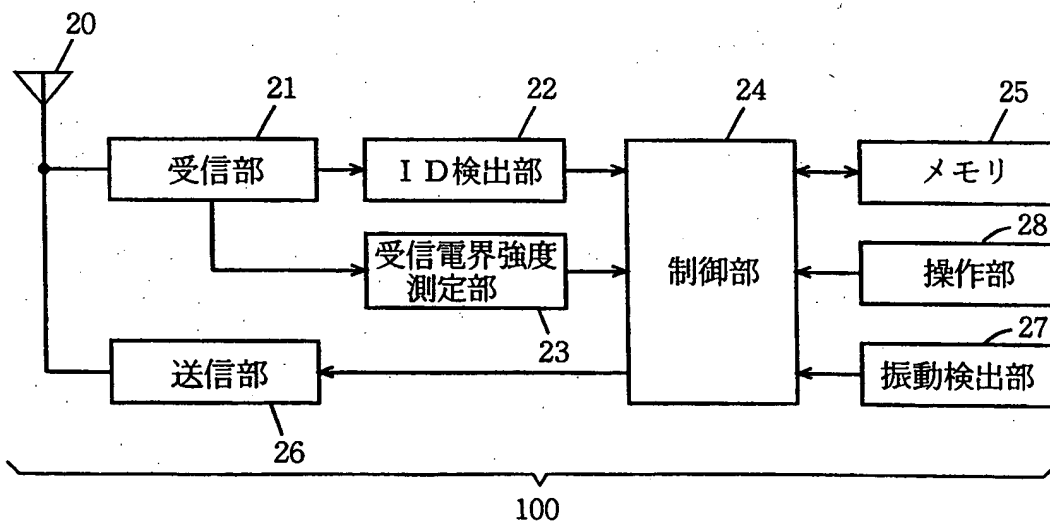 20
21
22
24
25
受信部
ID検出部
メモリ
28
受信電界強度
測定部
制御部
操作部
23
27
送信部
振動検出部
26
100